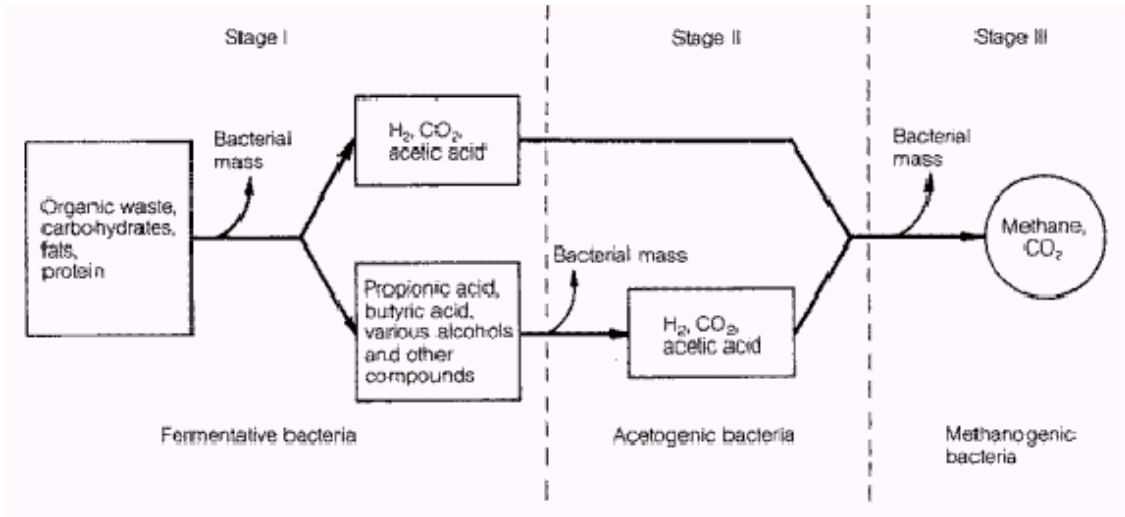 Stage I
Stage II
Stage III
Organic waste,
carbohydrates,
fats,
protein
Bacterial
mass
H₂, CO₂,
acetic acid
Propionic acid,
butyric acid,
various alcohols
and other
compounds
Bacterial mass
H₂, CO₂,
acetic acid
Bacterial
mass
Methane,
CO₂
Fermentative bacteria
Acetogenic bacteria
Methanogenic
bacteria